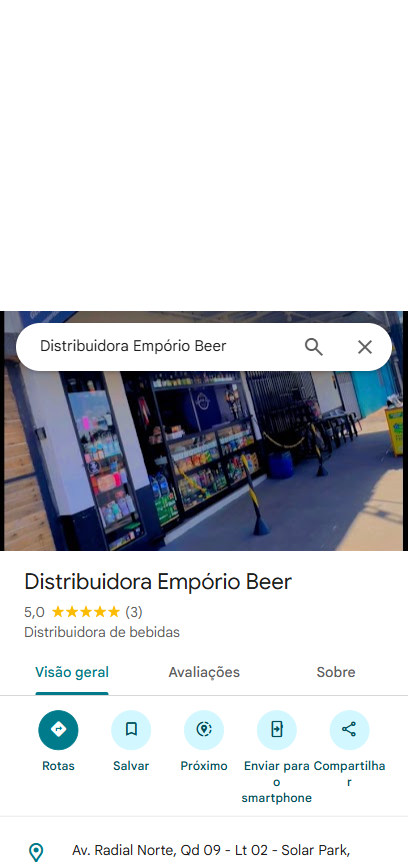 Distribuidora Empório Beer
Distribuidora Empório Beer
5,0 ★★★★★ (3)
Distribuidora de bebidas
Visão geral
Avaliações
Sobre
Rotas
Salvar
Próximo
Enviar para o smartphone
Compartilhar
Av. Radial Norte, Qd 09 - Lt 02 - Solar Park,